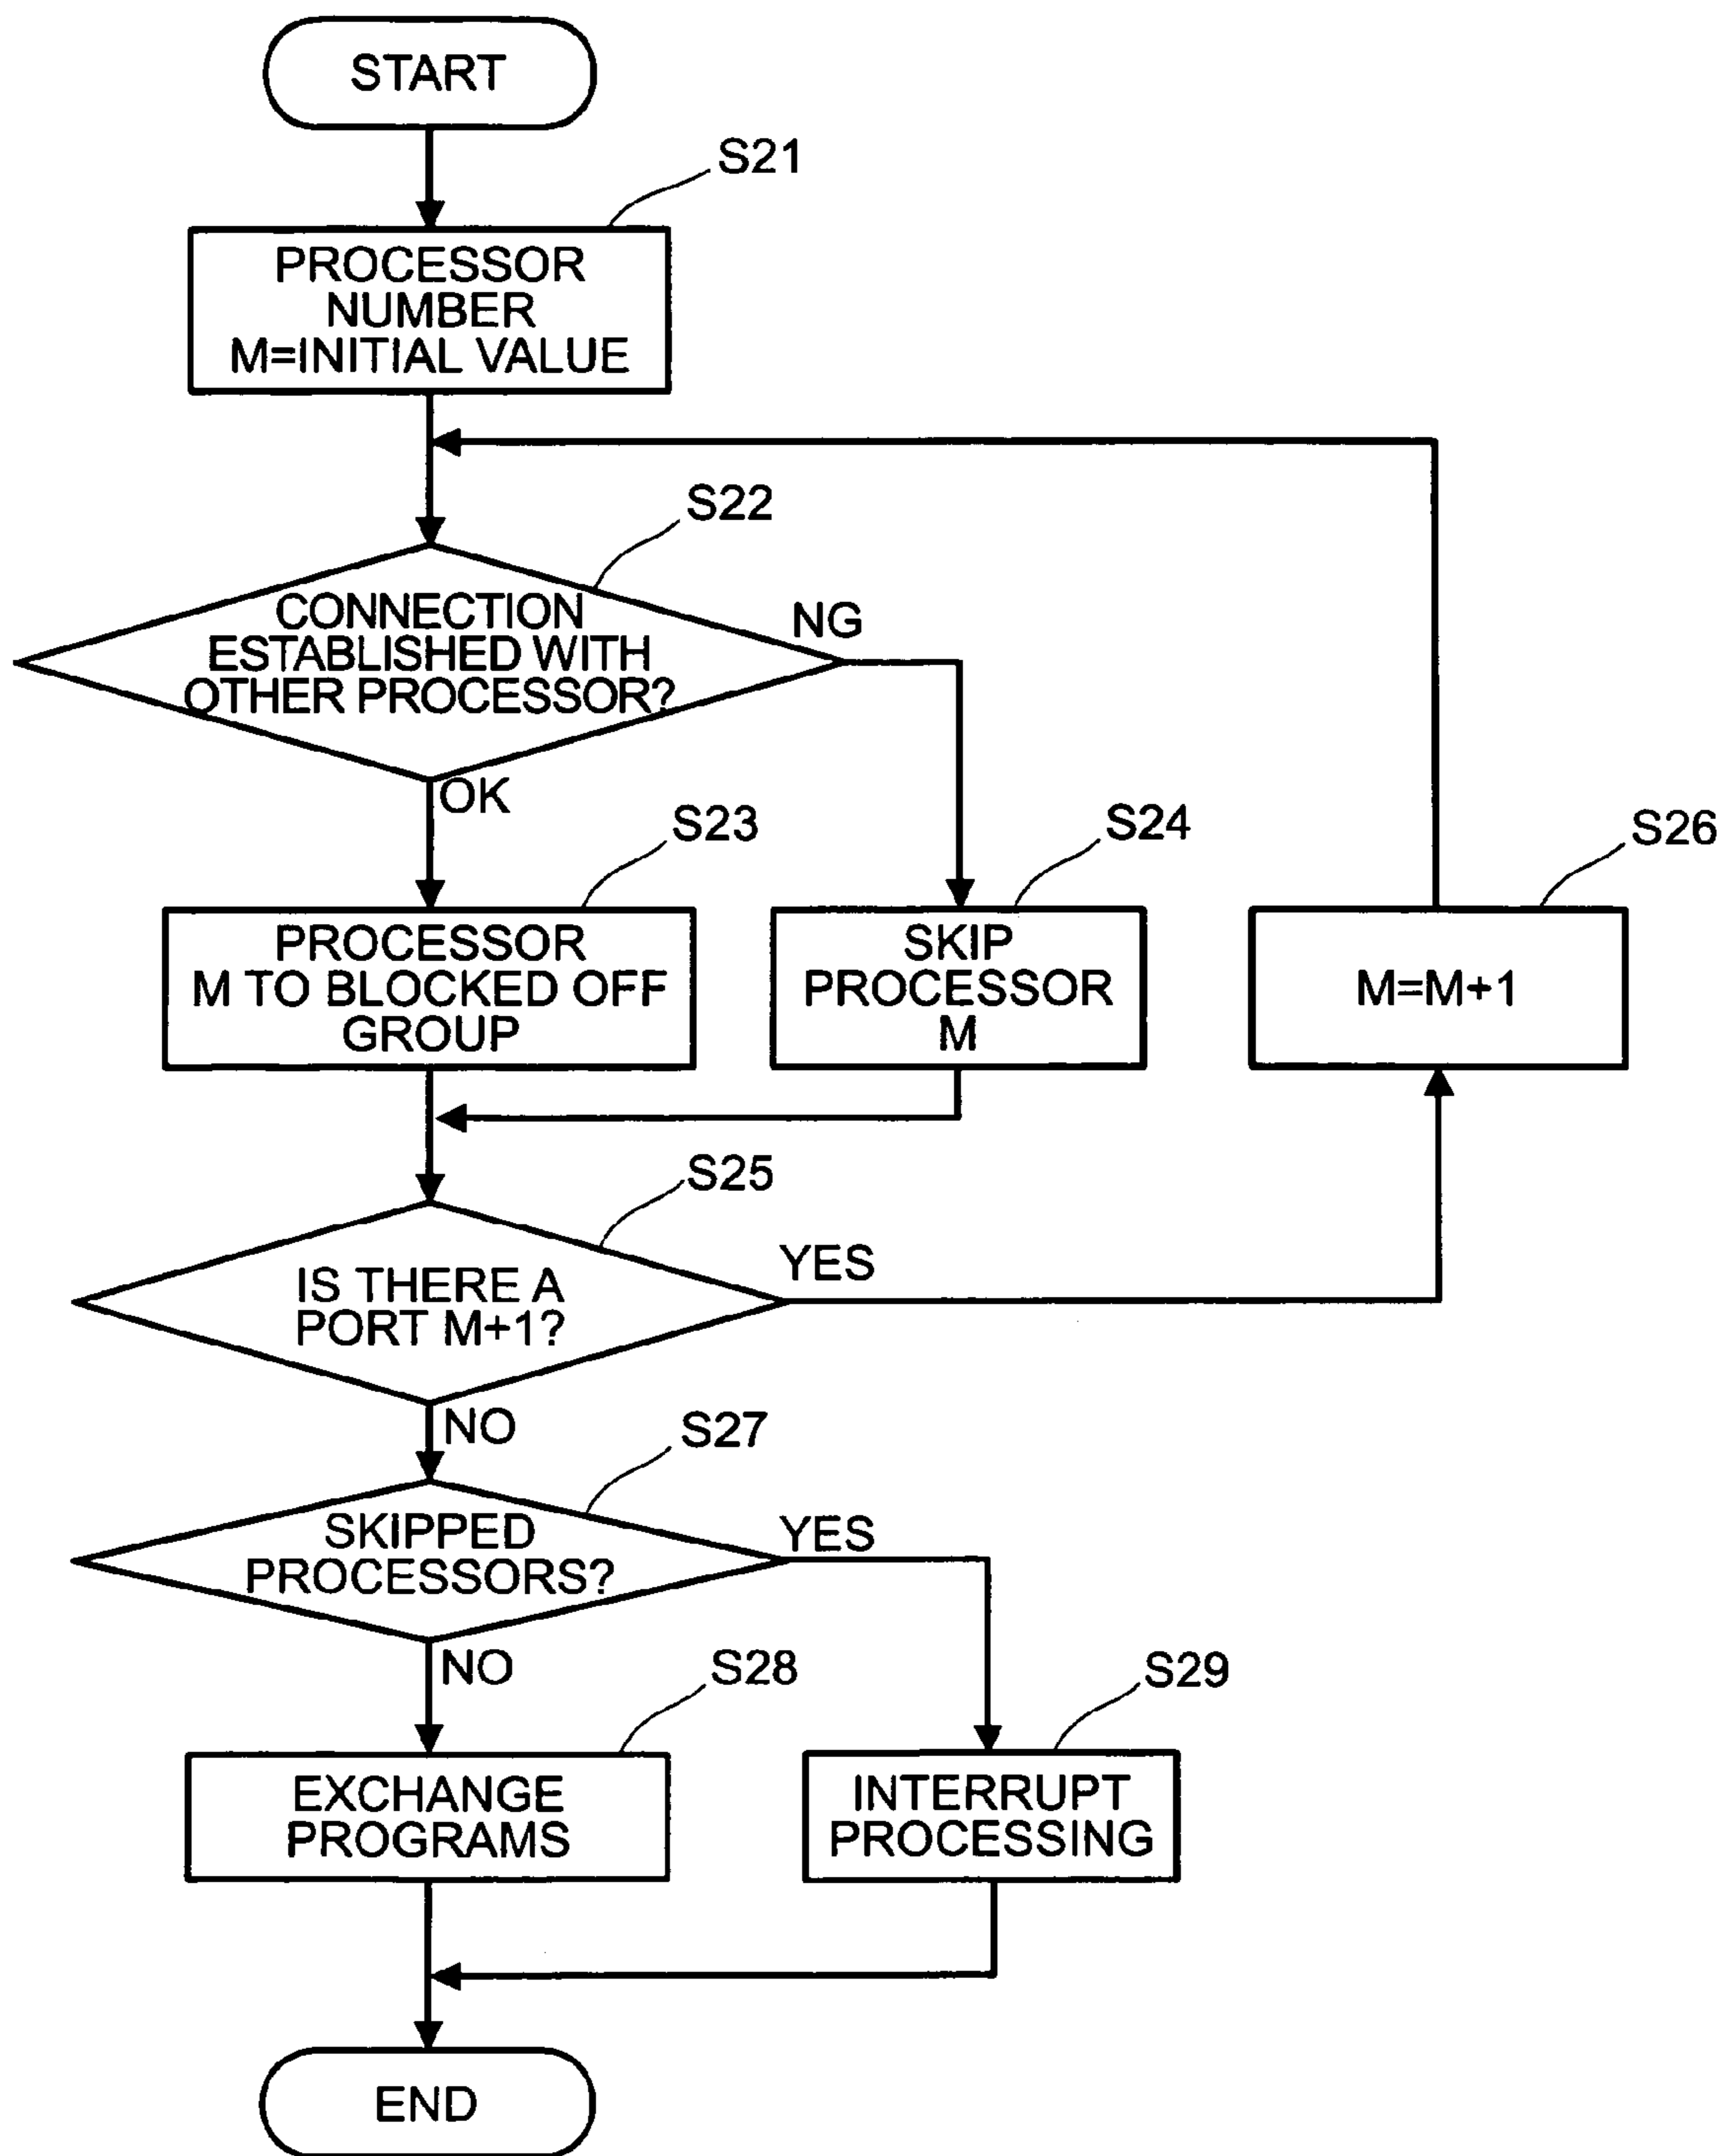 START
S21
PROCESSOR
NUMBER
M=INITIAL VALUE
S22
CONNECTION
ESTABLISHED WITH
OTHER PROCESSOR?
NG
OK
S23
S24
S26
PROCESSOR
M TO BLOCKED OFF
GROUP
SKIP
PROCESSOR
M
M=M+1
S25
IS THERE A
PORT M+1?
YES
NO
S27
SKIPPED
PROCESSORS?
YES
NO
S28
S29
EXCHANGE
PROGRAMS
INTERRUPT
PROCESSING
END